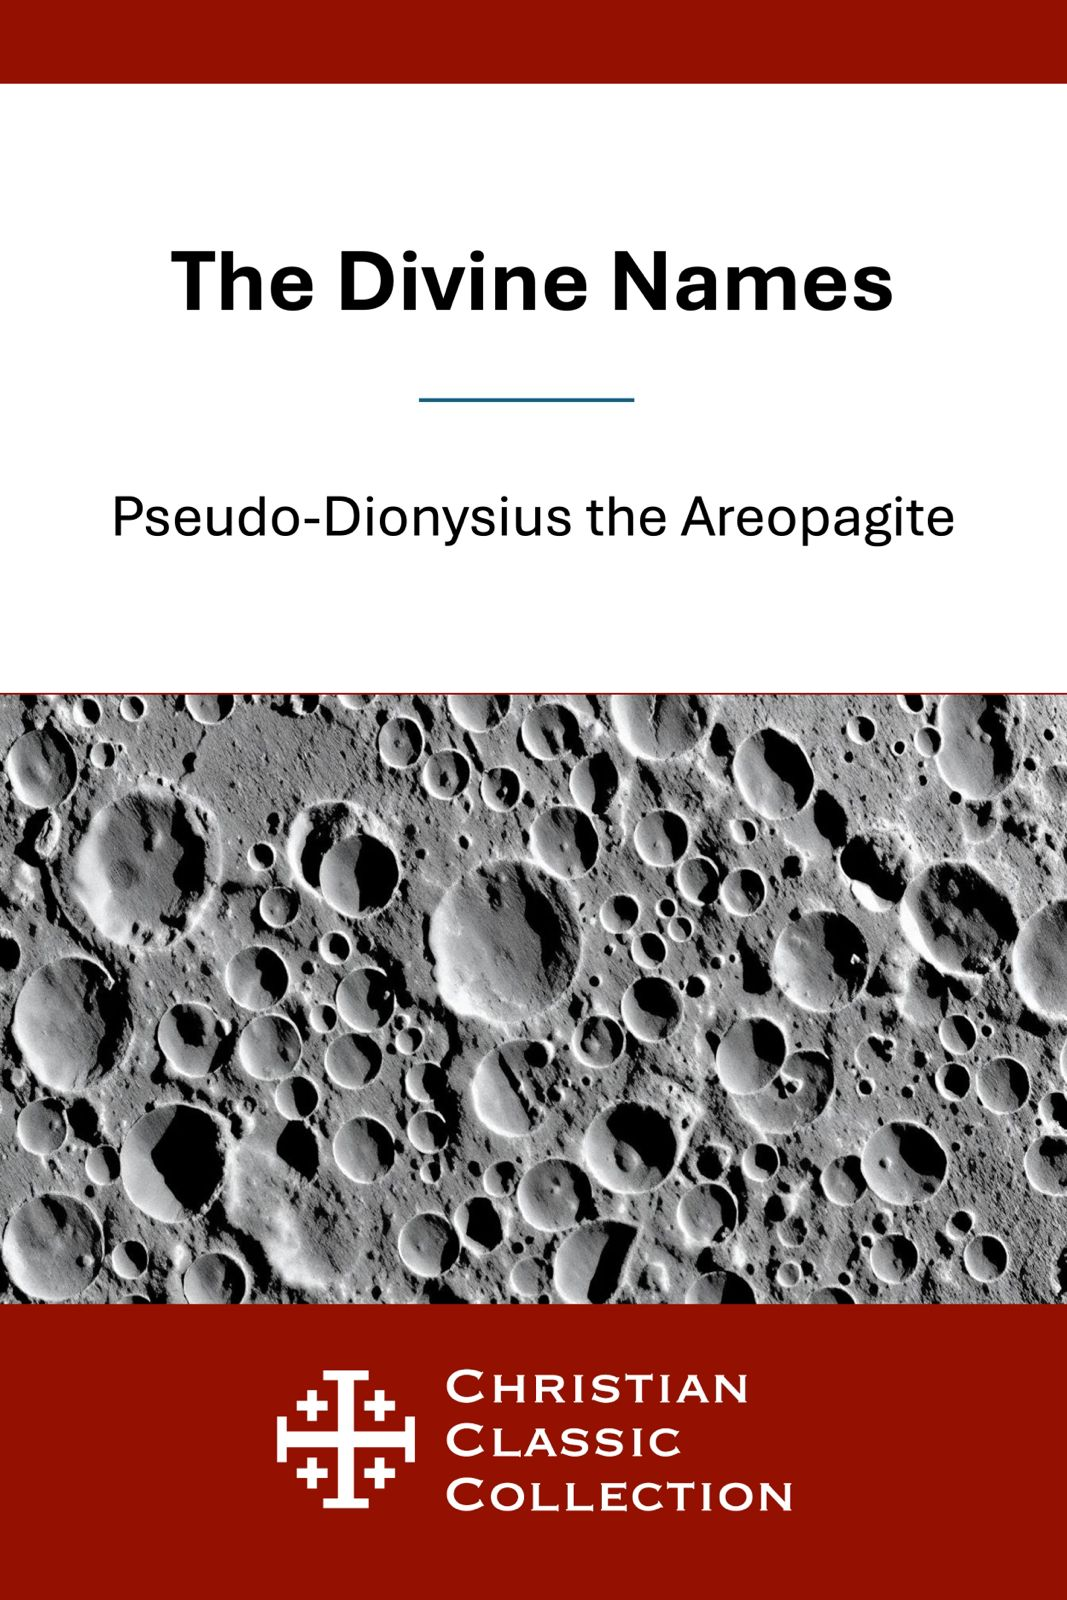 The Divine Names
Pseudo-Dionysius the Areopagite
Christian
Classic
Collection